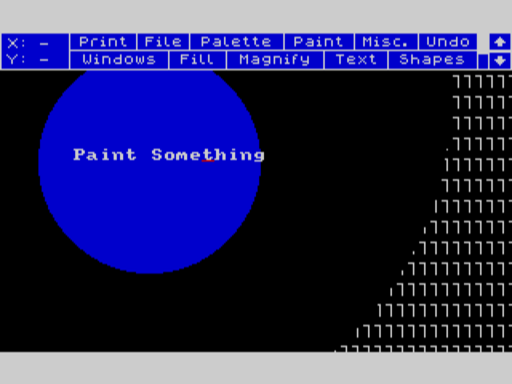 X: – Print File Palette Paint Misc. Undo
Y: – Windows Fill Magnify Text Shapes
Paint Something